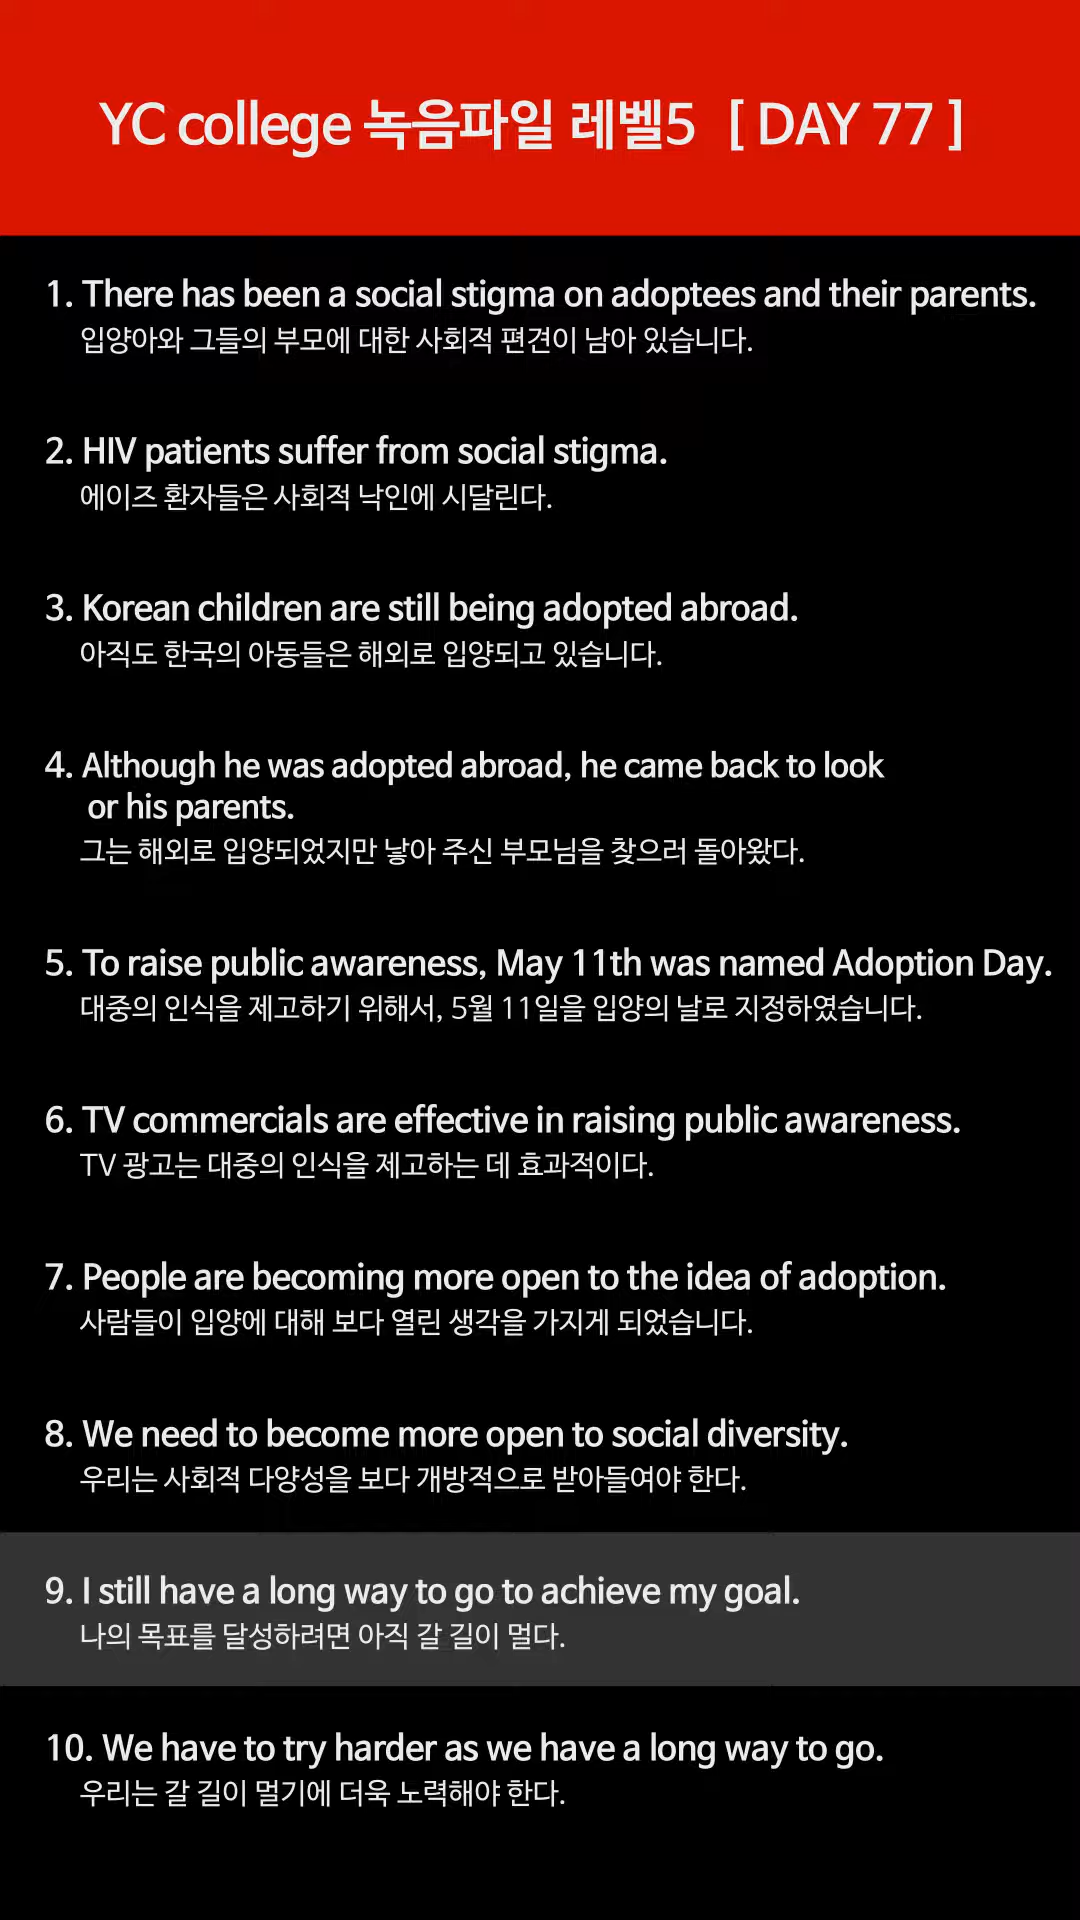 YC college 녹음파일 레벨5 [ DAY 77 ]
1. There has been a social stigma on adoptees and their parents.
입양아와 그들의 부모에 대한 사회적 편견이 남아 있습니다.
2. HIV patients suffer from social stigma.
에이즈 환자들은 사회적 낙인에 시달린다.
3. Korean children are still being adopted abroad.
아직도 한국의 아동들은 해외로 입양되고 있습니다.
4. Although he was adopted abroad, he came back to look
or his parents.
그는 해외로 입양되었지만 낳아 주신 부모님을 찾으러 돌아왔다.
5. To raise public awareness, May 11th was named Adoption Day.
대중의 인식을 제고하기 위해서, 5월 11일을 입양의 날로 지정하였습니다.
6. TV commercials are effective in raising public awareness.
TV 광고는 대중의 인식을 제고하는 데 효과적이다.
7. People are becoming more open to the idea of adoption.
사람들이 입양에 대해 보다 열린 생각을 가지게 되었습니다.
8. We need to become more open to social diversity.
우리는 사회적 다양성을 보다 개방적으로 받아들여야 한다.
9. I still have a long way to go to achieve my goal.
나의 목표를 달성하려면 아직 갈 길이 멀다.
10. We have to try harder as we have a long way to go.
우리는 갈 길이 멀기에 더욱 노력해야 한다.